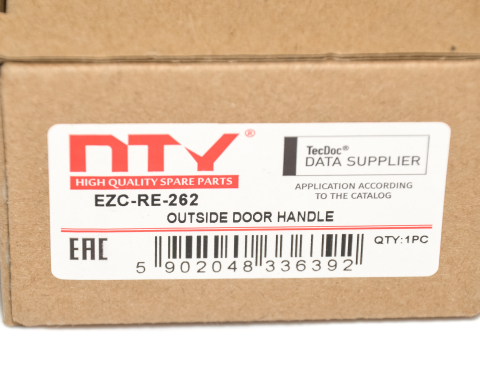 NTY®
HIGH QUALITY SPARE PARTS
TecDoc®
DATA SUPPLIER
APPLICATION ACCORDING
TO THE CATALOG
EZC-RE-262
OUTSIDE DOOR HANDLE
EAC
QTY:1PC
5 902048 336392